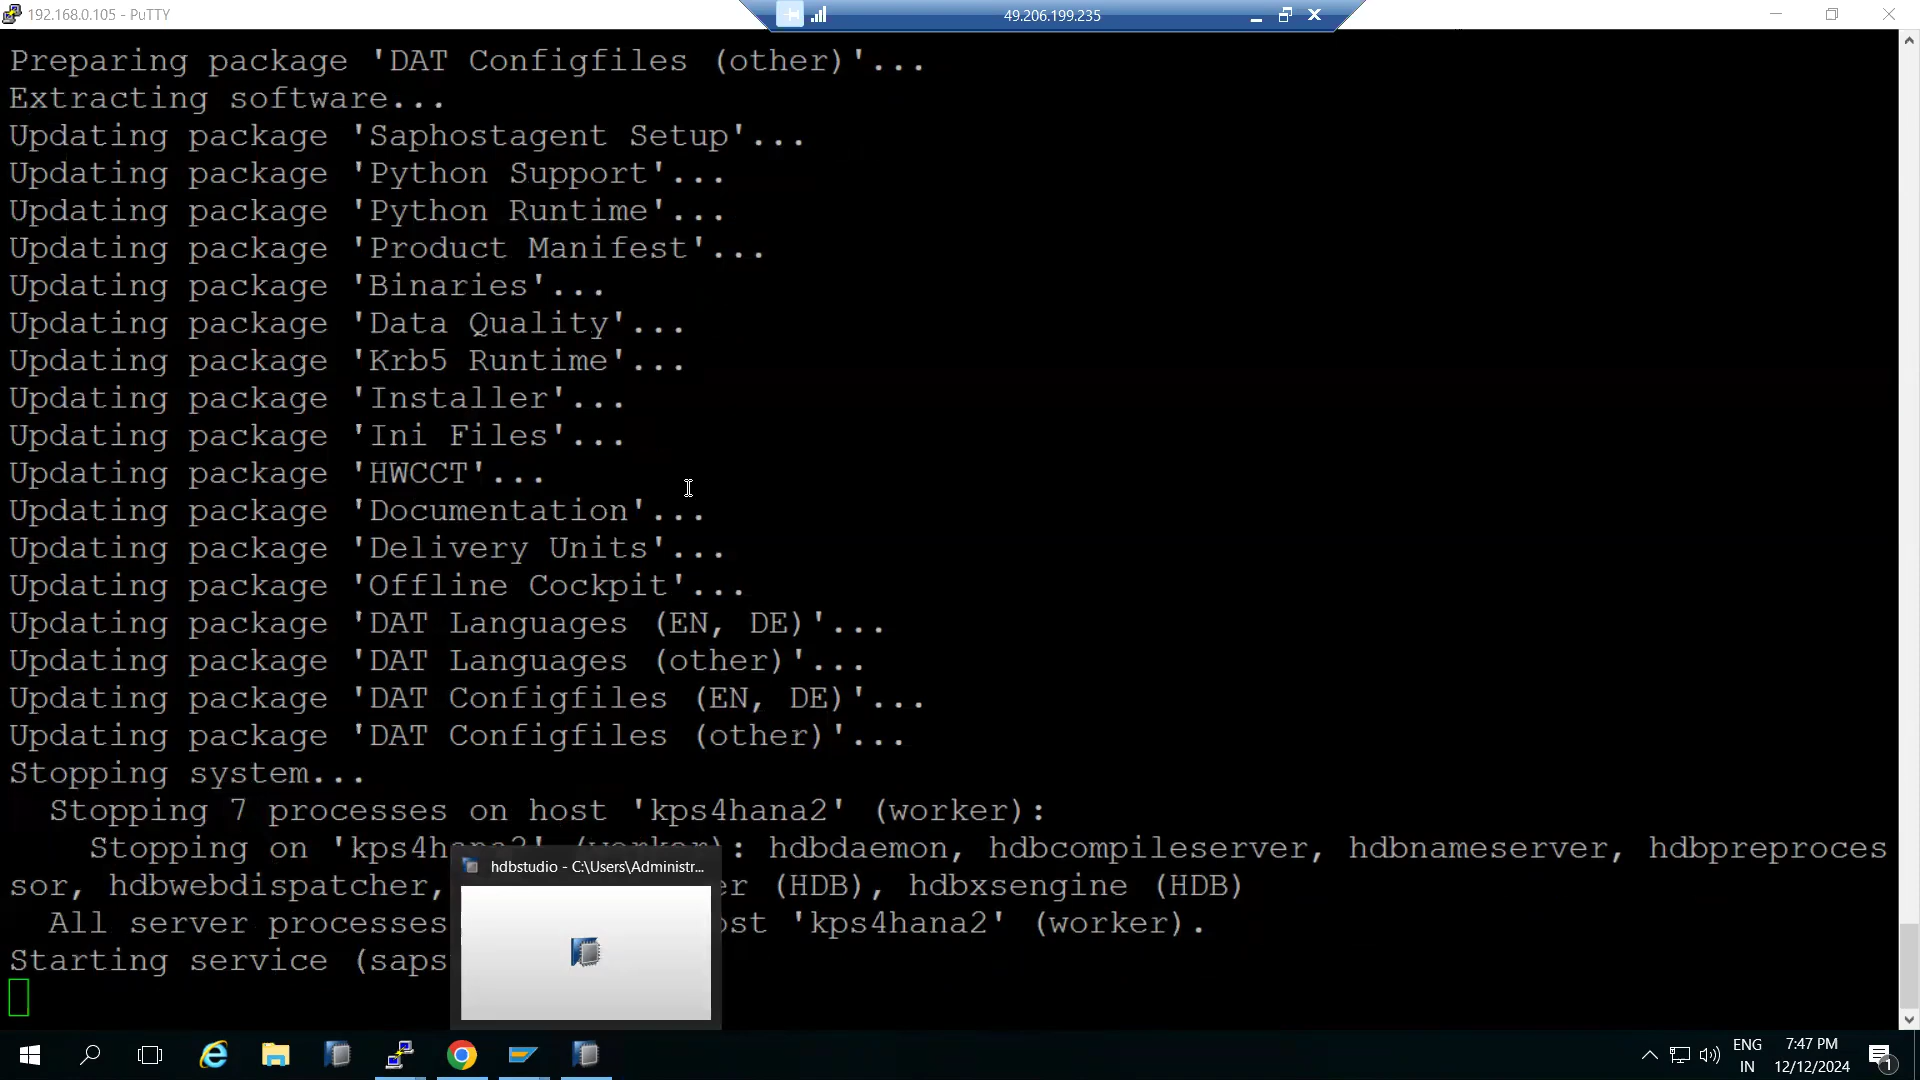 192.168.0.105 - PuTTY
49.206.199.235
Preparing package 'DAT Configfiles (other)'...
Extracting software...
Updating package 'Saphostagent Setup'...
Updating package 'Python Support'...
Updating package 'Python Runtime'...
Updating package 'Product Manifest'...
Updating package 'Binaries'...
Updating package 'Data Quality'...
Updating package 'Krb5 Runtime'...
Updating package 'Installer'...
Updating package 'Ini Files'...
Updating package 'HWCCT'...
Updating package 'Documentation'...
Updating package 'Delivery Units'...
Updating package 'Offline Cockpit'...
Updating package 'DAT Languages (EN, DE)'...
Updating package 'DAT Languages (other)'...
Updating package 'DAT Configfiles (EN, DE)'...
Updating package 'DAT Configfiles (other)'...
Stopping system...
Stopping 7 processes on host 'kps4hana2' (worker):
Stopping on 'kps4hana2' (worker): hdbdaemon, hdbcompileserver, hdbnameserver, hdbpreproces
sor, hdbwebdispatcher, er (HDB), hdbxsengine (HDB)
All server processes ost 'kps4hana2' (worker).
Starting service (saps
hdbstudio - C:\Users\Administr...
ENG
IN
7:47 PM
12/12/2024
1